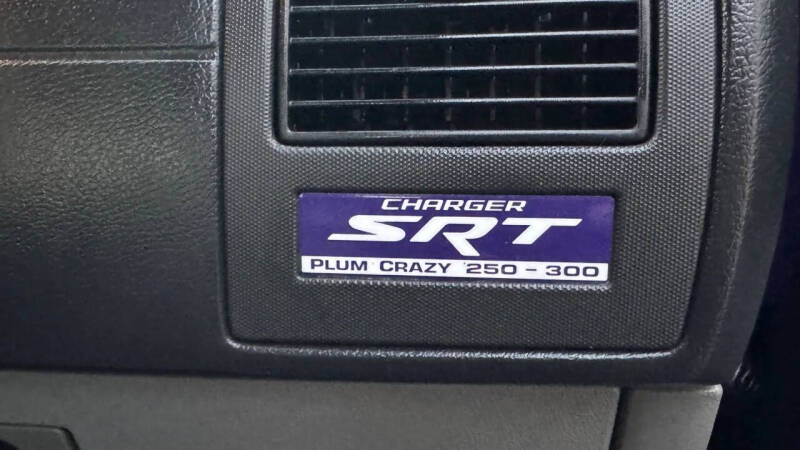 CHARGER
SRT
PLUM CRAZY 250 - 300